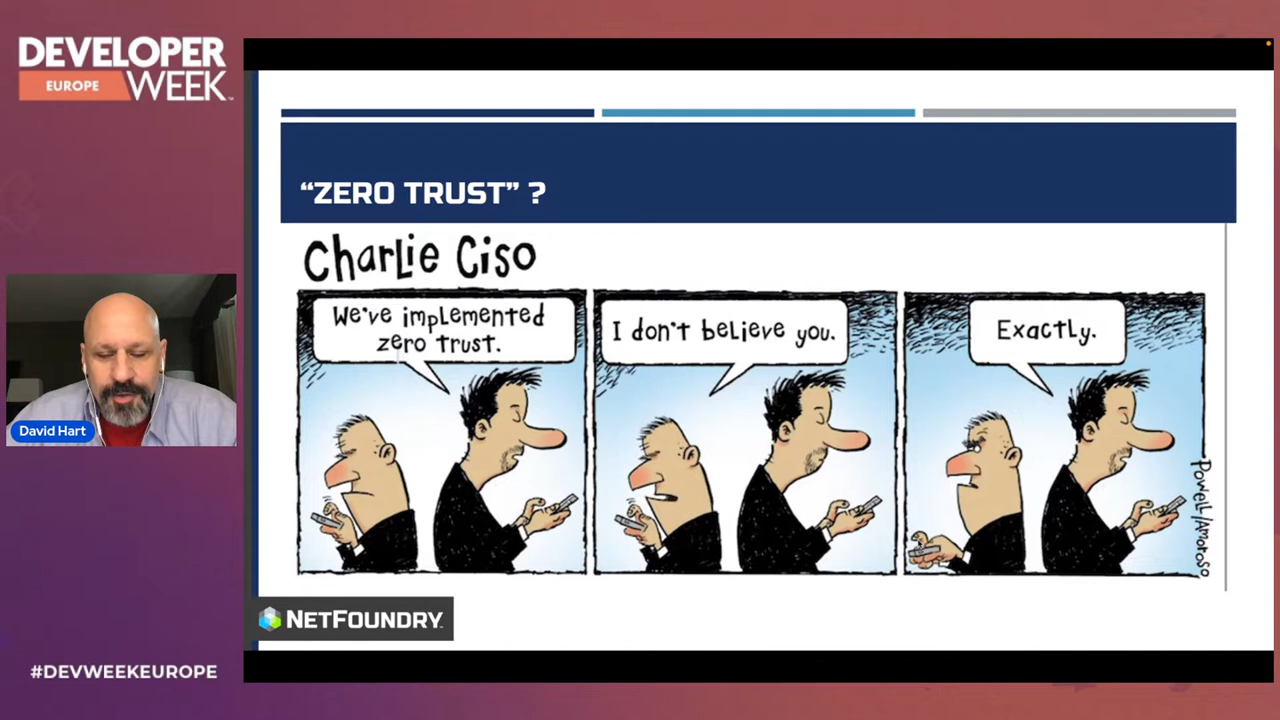 DEVELOPER
EUROPE
WEEK
David Hart
#DEVWEEKEUROPE
“ZERO TRUST” ?
Charlie Ciso
We've implemented
zero trust.
I don't believe you.
Exactly.
Powell/Amoroso
NETFOUNDRY